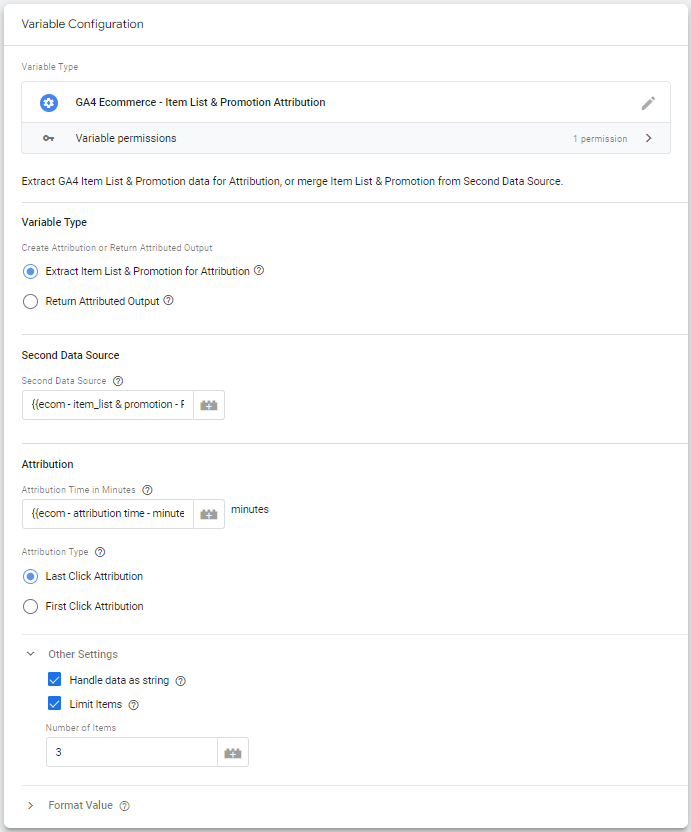 Variable Configuration
Variable Type
GA4 Ecommerce - Item List & Promotion Attribution
Variable permissions 1 permission
Extract GA4 Item List & Promotion data for Attribution, or merge Item List & Promotion from Second Data Source.
Variable Type
Create Attribution or Return Attributed Output
Extract Item List & Promotion for Attribution
Return Attributed Output
Second Data Source
Second Data Source
{{ecom - item_list & promotion - F
Attribution
Attribution Time in Minutes
{{ecom - attribution time - minute minutes
Attribution Type
Last Click Attribution
First Click Attribution
Other Settings
Handle data as string
Limit Items
Number of Items
3
Format Value